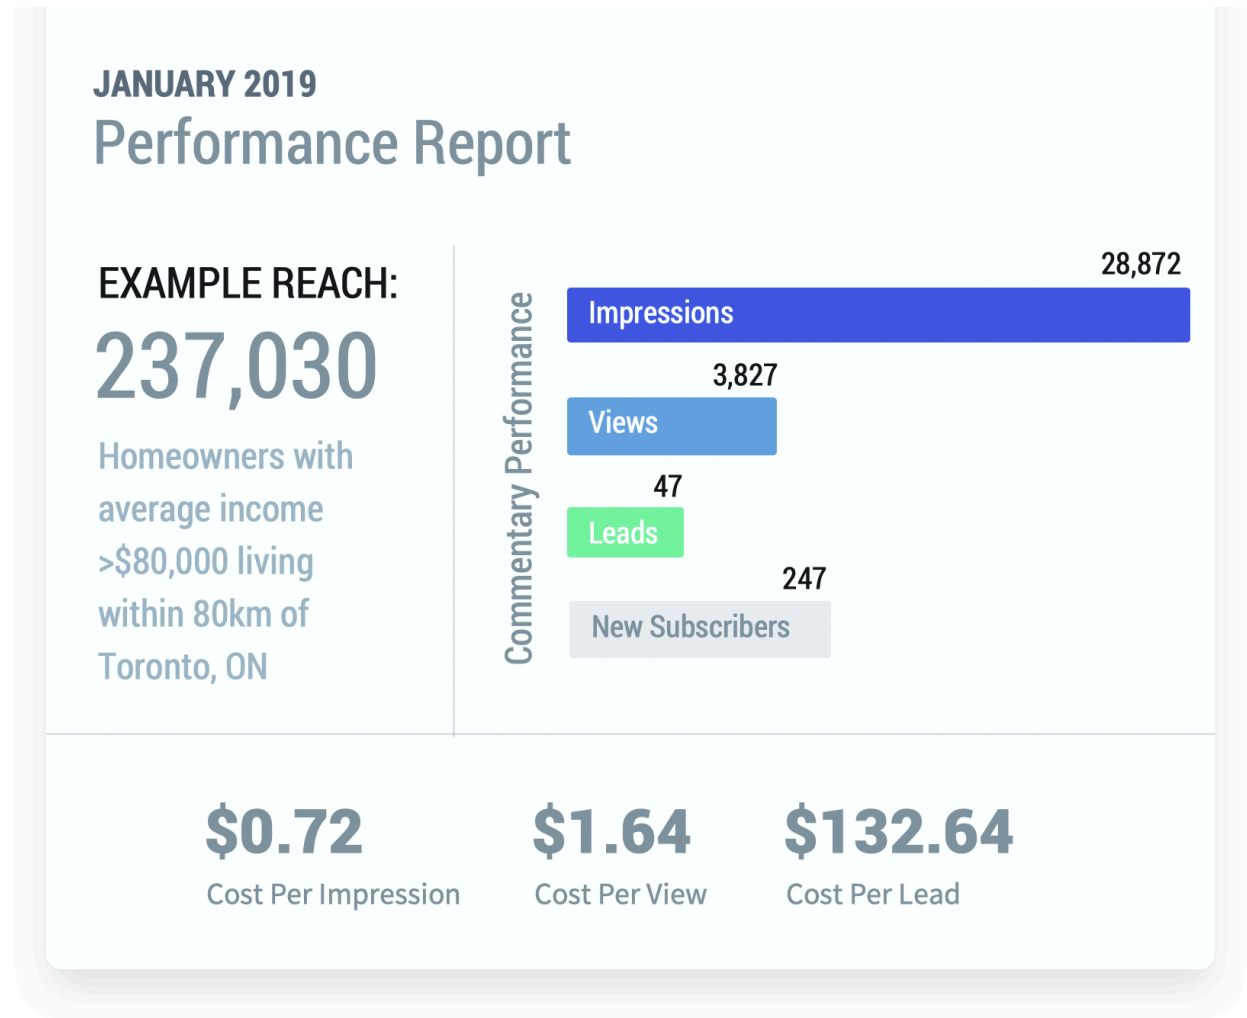 JANUARY 2019
Performance Report
EXAMPLE REACH:
237,030
Homeowners with
average income
>$80,000 living
within 80km of
Toronto, ON
Commentary Performance
28,872
Impressions
3,827
Views
47
Leads
247
New Subscribers
$0.72
Cost Per Impression
$1.64
Cost Per View
$132.64
Cost Per Lead